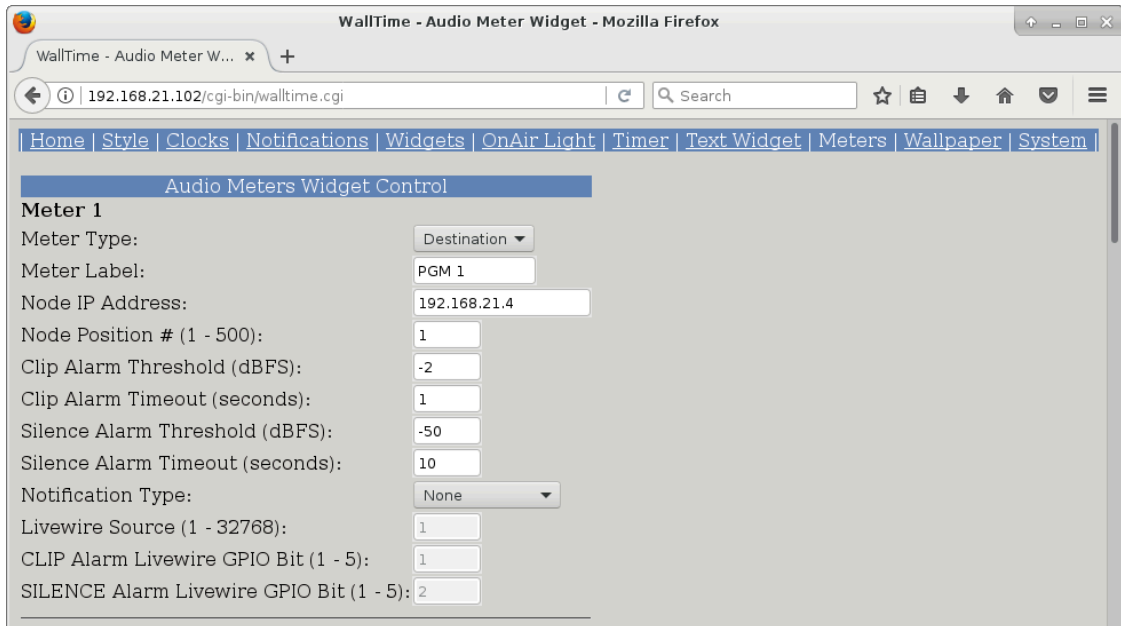 WallTime - Audio Meter Widget - Mozilla Firefox
WallTime - Audio Meter W...
192.168.21.102/cgi-bin/walltime.cgi
Search
| Home | Style | Clocks | Notifications | Widgets | OnAir Light | Timer | Text Widget | Meters | Wallpaper | System |
Audio Meters Widget Control
Meter 1
Meter Type: Destination
Meter Label: PGM 1
Node IP Address: 192.168.21.4
Node Position # (1 - 500): 1
Clip Alarm Threshold (dBFS): -2
Clip Alarm Timeout (seconds): 1
Silence Alarm Threshold (dBFS): -50
Silence Alarm Timeout (seconds): 10
Notification Type: None
Livewire Source (1 - 32768): 1
CLIP Alarm Livewire GPIO Bit (1 - 5): 1
SILENCE Alarm Livewire GPIO Bit (1 - 5): 2